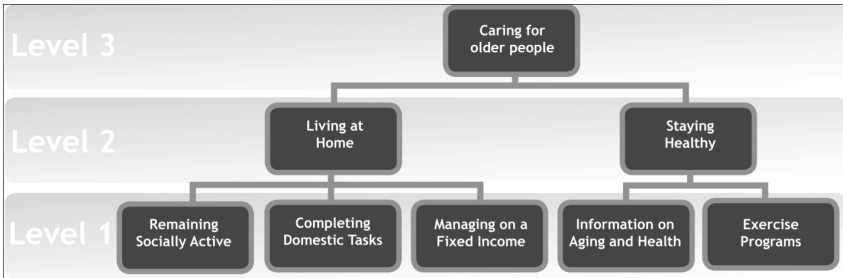 Level 3
Caring for
older people
Level 2
Living at
Home
Staying
Healthy
Level 1
Remaining
Socially Active
Completing
Domestic Tasks
Managing on a
Fixed Income
Information on
Aging and Health
Exercise
Programs